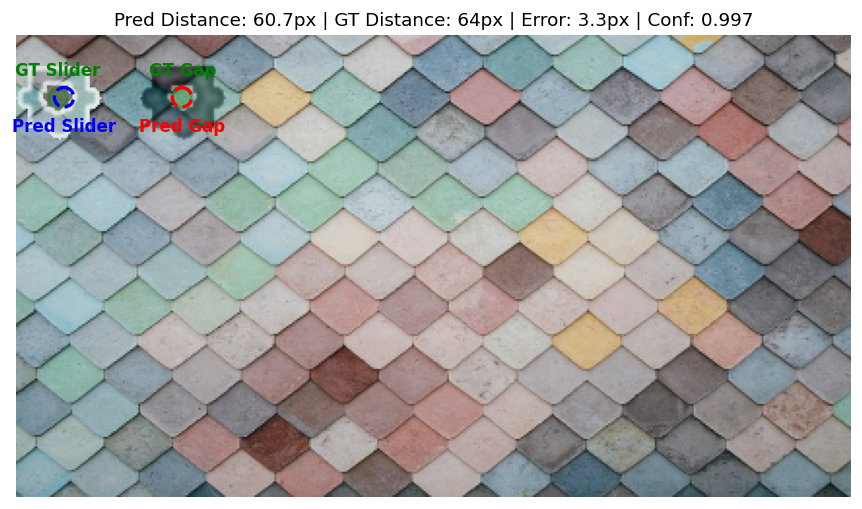 Pred Distance: 60.7px | GT Distance: 64px | Error: 3.3px | Conf: 0.997
GT Slider GT Gap
Pred Slider Pred Gap